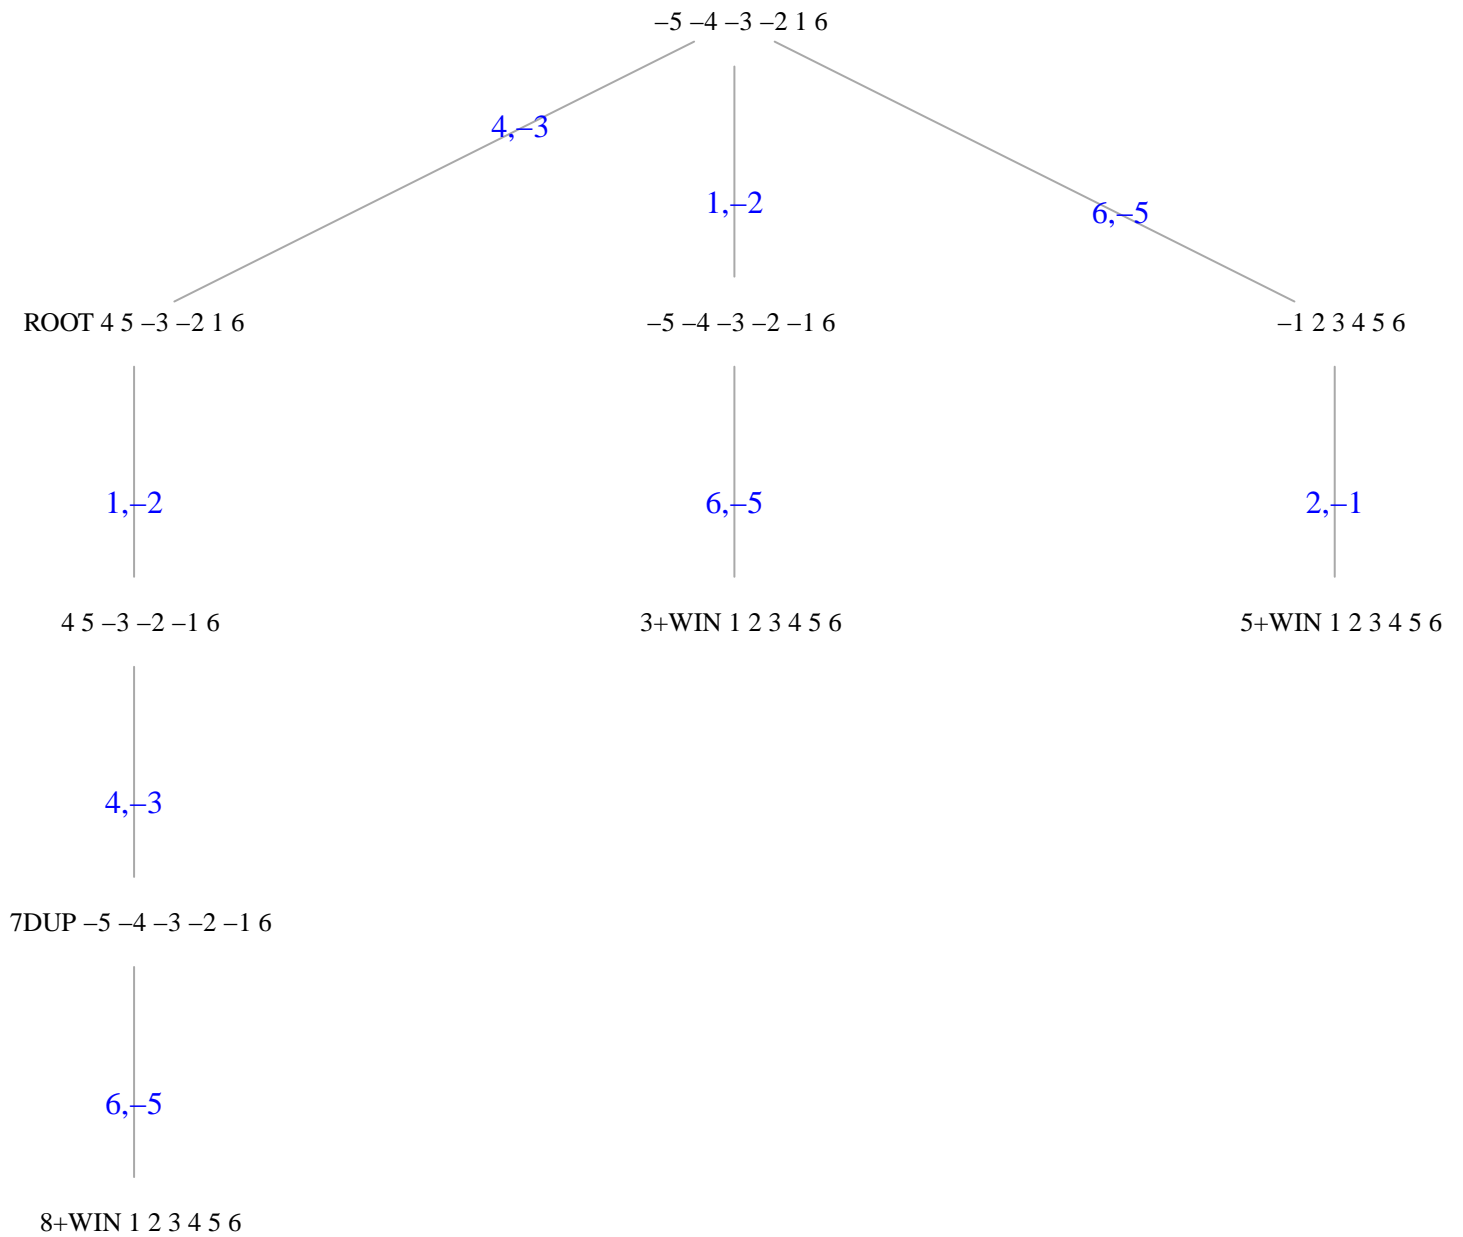 –5 –4 –3 –2 1 6
4,–3
1,–2
6,–5
ROOT 4 5 –3 –2 1 6
–5 –4 –3 –2 –1 6
–1 2 3 4 5 6
1,–2
6,–5
2,–1
4 5 –3 –2 –1 6
3+WIN 1 2 3 4 5 6
5+WIN 1 2 3 4 5 6
4,–3
7DUP –5 –4 –3 –2 –1 6
6,–5
8+WIN 1 2 3 4 5 6